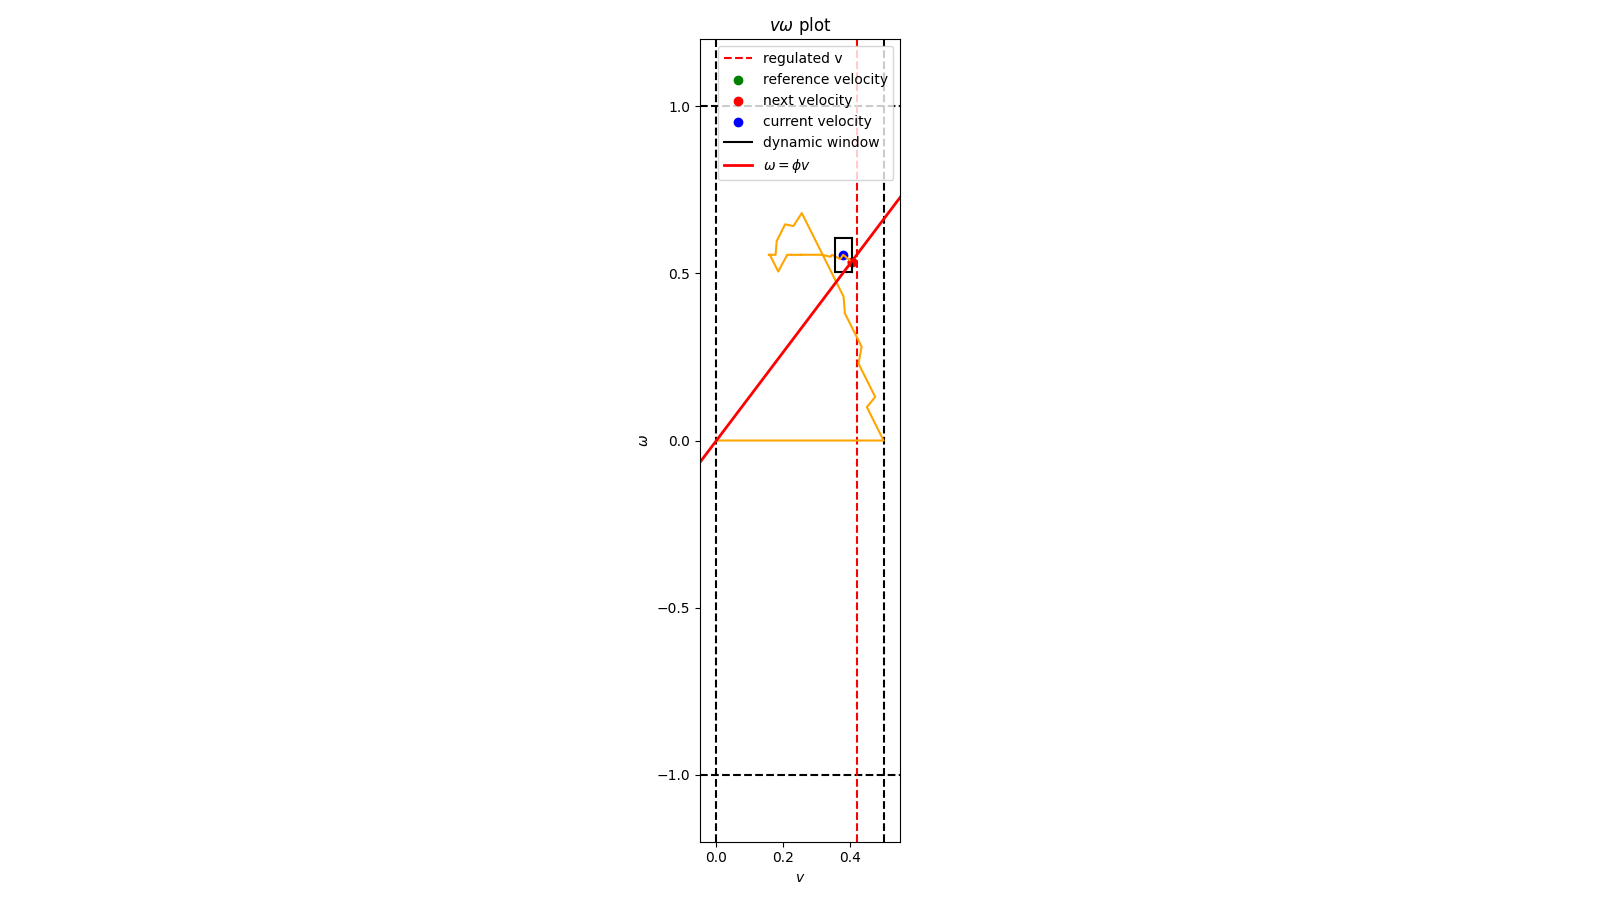 vω plot
regulated v
reference velocity
next velocity
current velocity
dynamic window
ω = ϕv
1.0
0.5
0.0
−0.5
−1.0
ω
0.0 0.2 0.4
v